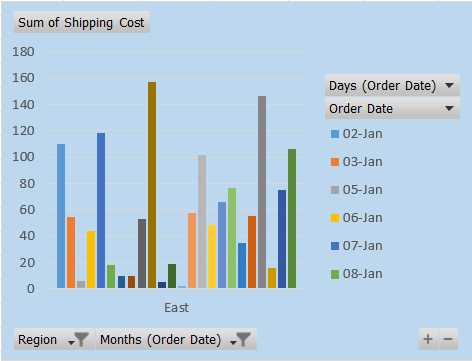 Sum of Shipping Cost
180
160
140
120
100
80
60
40
20
0
East
Days (Order Date)
Order Date
02-Jan
03-Jan
05-Jan
06-Jan
07-Jan
08-Jan
Region
Months (Order Date)
+ −